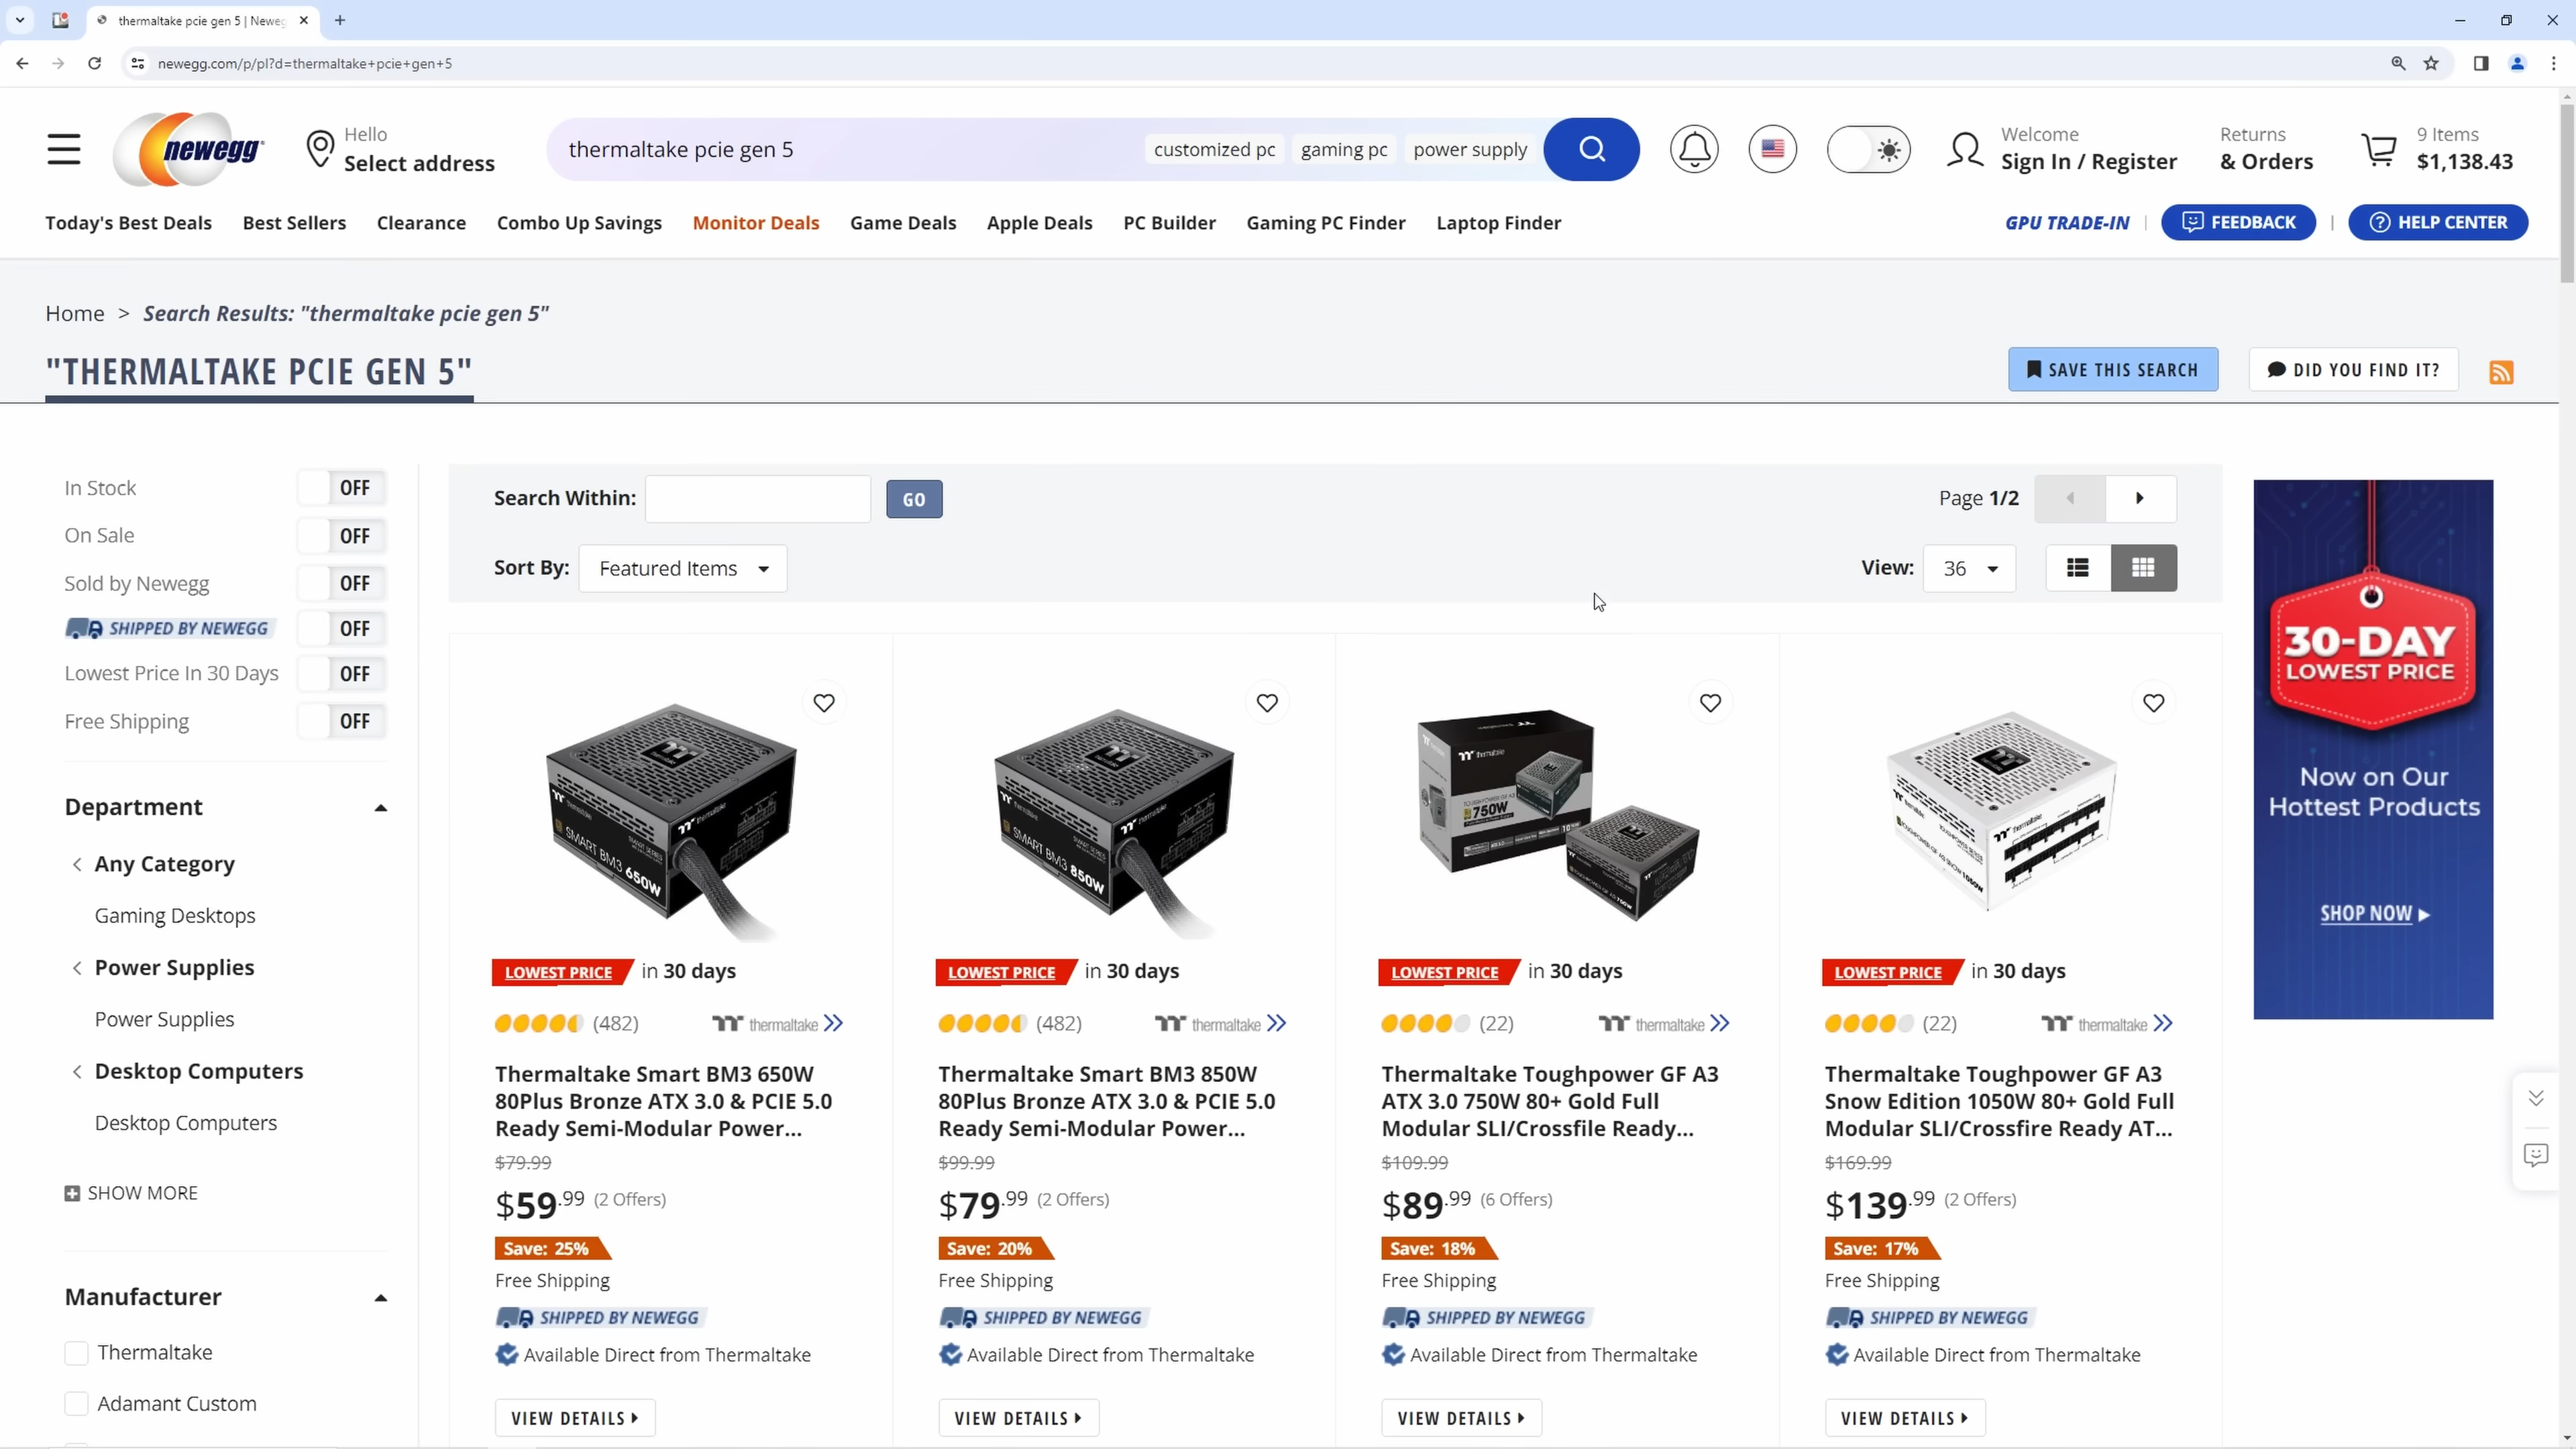 thermaltake pcie gen 5 | Neweg
newegg.com/p/pl?d=thermaltake+pcie+gen+5
newegg
Hello
Select address
thermaltake pcie gen 5
customized pc
gaming pc
power supply
Welcome
Sign In / Register
Returns
& Orders
9 Items
$1,138.43
Today's Best Deals
Best Sellers
Clearance
Combo Up Savings
Monitor Deals
Game Deals
Apple Deals
PC Builder
Gaming PC Finder
Laptop Finder
GPU TRADE-IN
FEEDBACK
HELP CENTER
Home > Search Results: "thermaltake pcie gen 5"
"THERMALTAKE PCIE GEN 5"
SAVE THIS SEARCH
DID YOU FIND IT?
In Stock OFF
On Sale OFF
Sold by Newegg OFF
SHIPPED BY NEWEGG OFF
Lowest Price In 30 Days OFF
Free Shipping OFF
Department
Any Category
Gaming Desktops
Power Supplies
Power Supplies
Desktop Computers
Desktop Computers
SHOW MORE
Manufacturer
Thermaltake
Adamant Custom
Search Within:
GO
Page 1/2
Sort By: Featured Items
View: 36
thermaltake
SMART BM3 650W
LOWEST PRICE in 30 days
(482)
thermaltake
Thermaltake Smart BM3 650W
80Plus Bronze ATX 3.0 & PCIE 5.0
Ready Semi-Modular Power...
$79.99
$59.99 (2 Offers)
Save: 25%
Free Shipping
SHIPPED BY NEWEGG
Available Direct from Thermaltake
VIEW DETAILS
thermaltake
SMART BM3 850W
LOWEST PRICE in 30 days
(482)
thermaltake
Thermaltake Smart BM3 850W
80Plus Bronze ATX 3.0 & PCIE 5.0
Ready Semi-Modular Power...
$99.99
$79.99 (2 Offers)
Save: 20%
Free Shipping
SHIPPED BY NEWEGG
Available Direct from Thermaltake
VIEW DETAILS
thermaltake
TOUGHPOWER GF A3
750W
LOWEST PRICE in 30 days
(22)
thermaltake
Thermaltake Toughpower GF A3
ATX 3.0 750W 80+ Gold Full
Modular SLI/Crossfile Ready...
$109.99
$89.99 (6 Offers)
Save: 18%
Free Shipping
SHIPPED BY NEWEGG
Available Direct from Thermaltake
VIEW DETAILS
LOWEST PRICE in 30 days
(22)
thermaltake
Thermaltake Toughpower GF A3
Snow Edition 1050W 80+ Gold Full
Modular SLI/Crossfire Ready AT...
$169.99
$139.99 (2 Offers)
Save: 17%
Free Shipping
SHIPPED BY NEWEGG
Available Direct from Thermaltake
VIEW DETAILS
30-DAY
LOWEST PRICE
Now on Our
Hottest Products
SHOP NOW